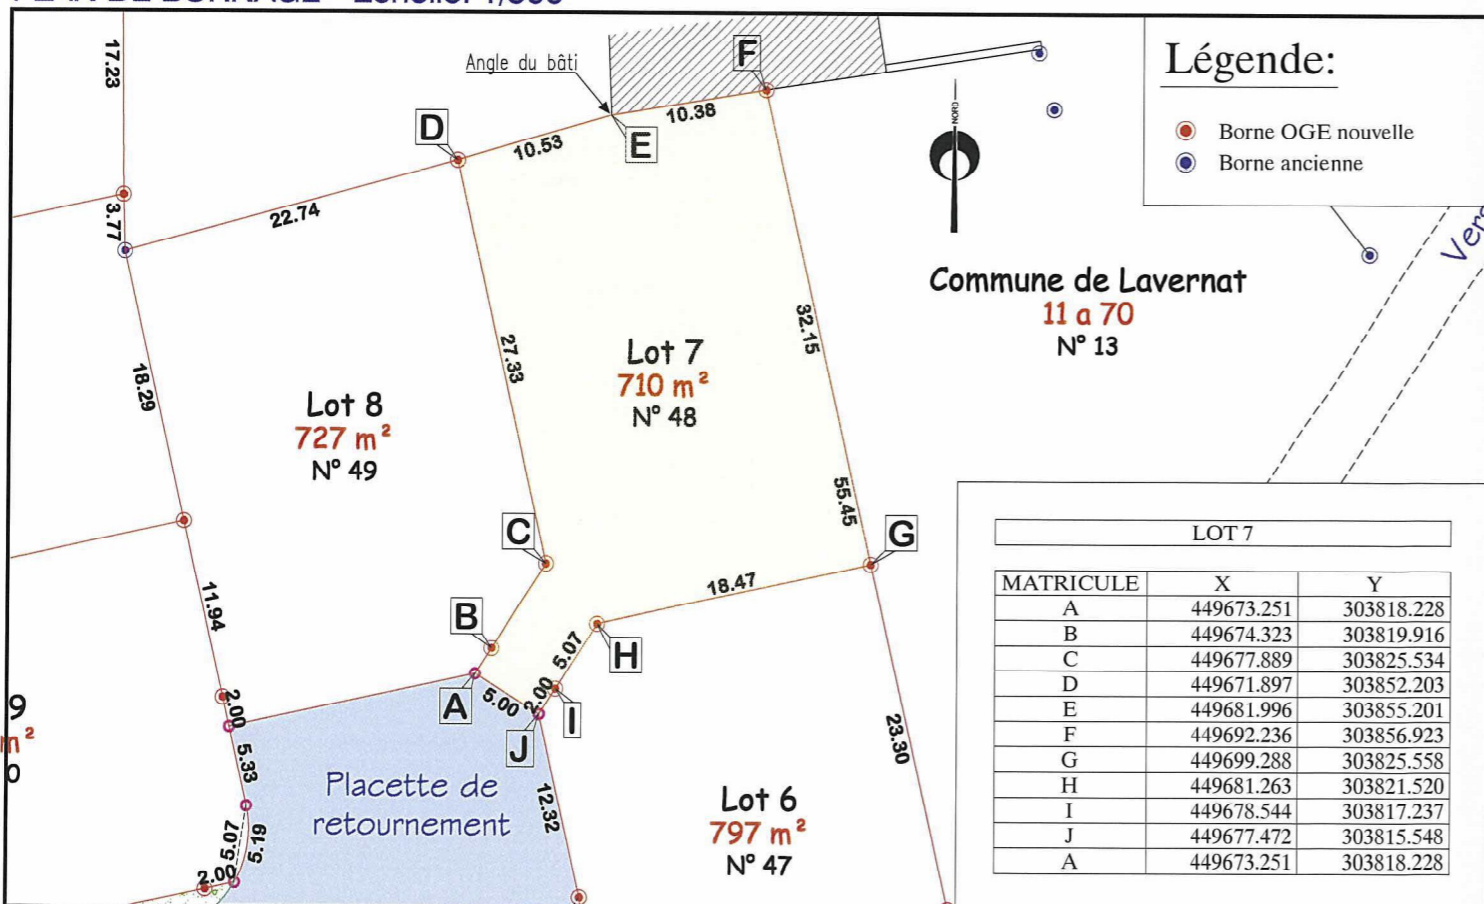 17.23
Angle du bâti
F
Légende:
Borne OGE nouvelle
Borne ancienne
NORD
D
10.53
E
10.38
3.77
22.74
Commune de Lavernat
11 a 70
N° 13
18.29
27.33
32.15
Lot 7
710 m²
N° 48
Lot 8
727 m²
N° 49
55.45
C
G
18.47
11.94
B
5.07
H
A
5.00
2.00
I
J
2.00
5.33
9
m²
0
Placette de
retournement
12.32
23.30
Lot 6
797 m²
N° 47
5.07
5.19
2.00
LOT 7
MATRICULE X Y
A 449673.251 303818.228
B 449674.323 303819.916
C 449677.889 303825.534
D 449671.897 303852.203
E 449681.996 303855.201
F 449692.236 303856.923
G 449699.288 303825.558
H 449681.263 303821.520
I 449678.544 303817.237
J 449677.472 303815.548
A 449673.251 303818.228